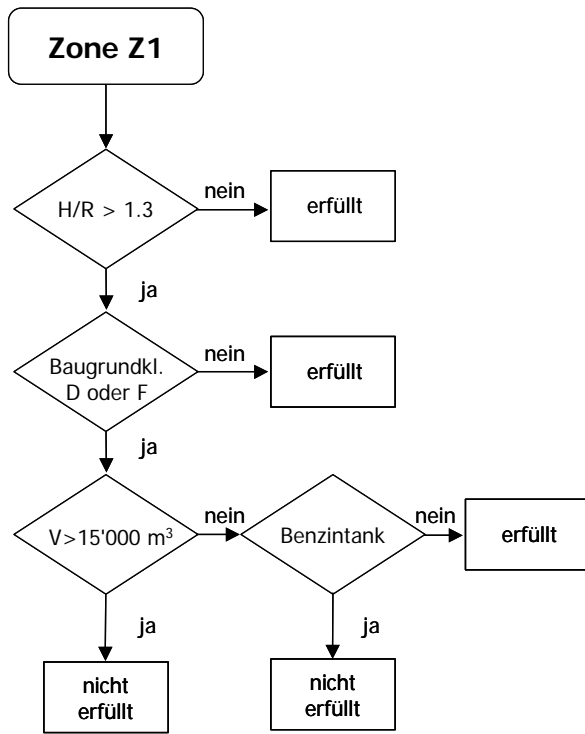 Zone Z1
H/R > 1.3
nein
erfüllt
ja
Baugrundkl.
D oder F
nein
erfüllt
ja
V>15'000 m³
nein
Benzintank
nein
erfüllt
ja
ja
nicht
erfüllt
nicht
erfüllt